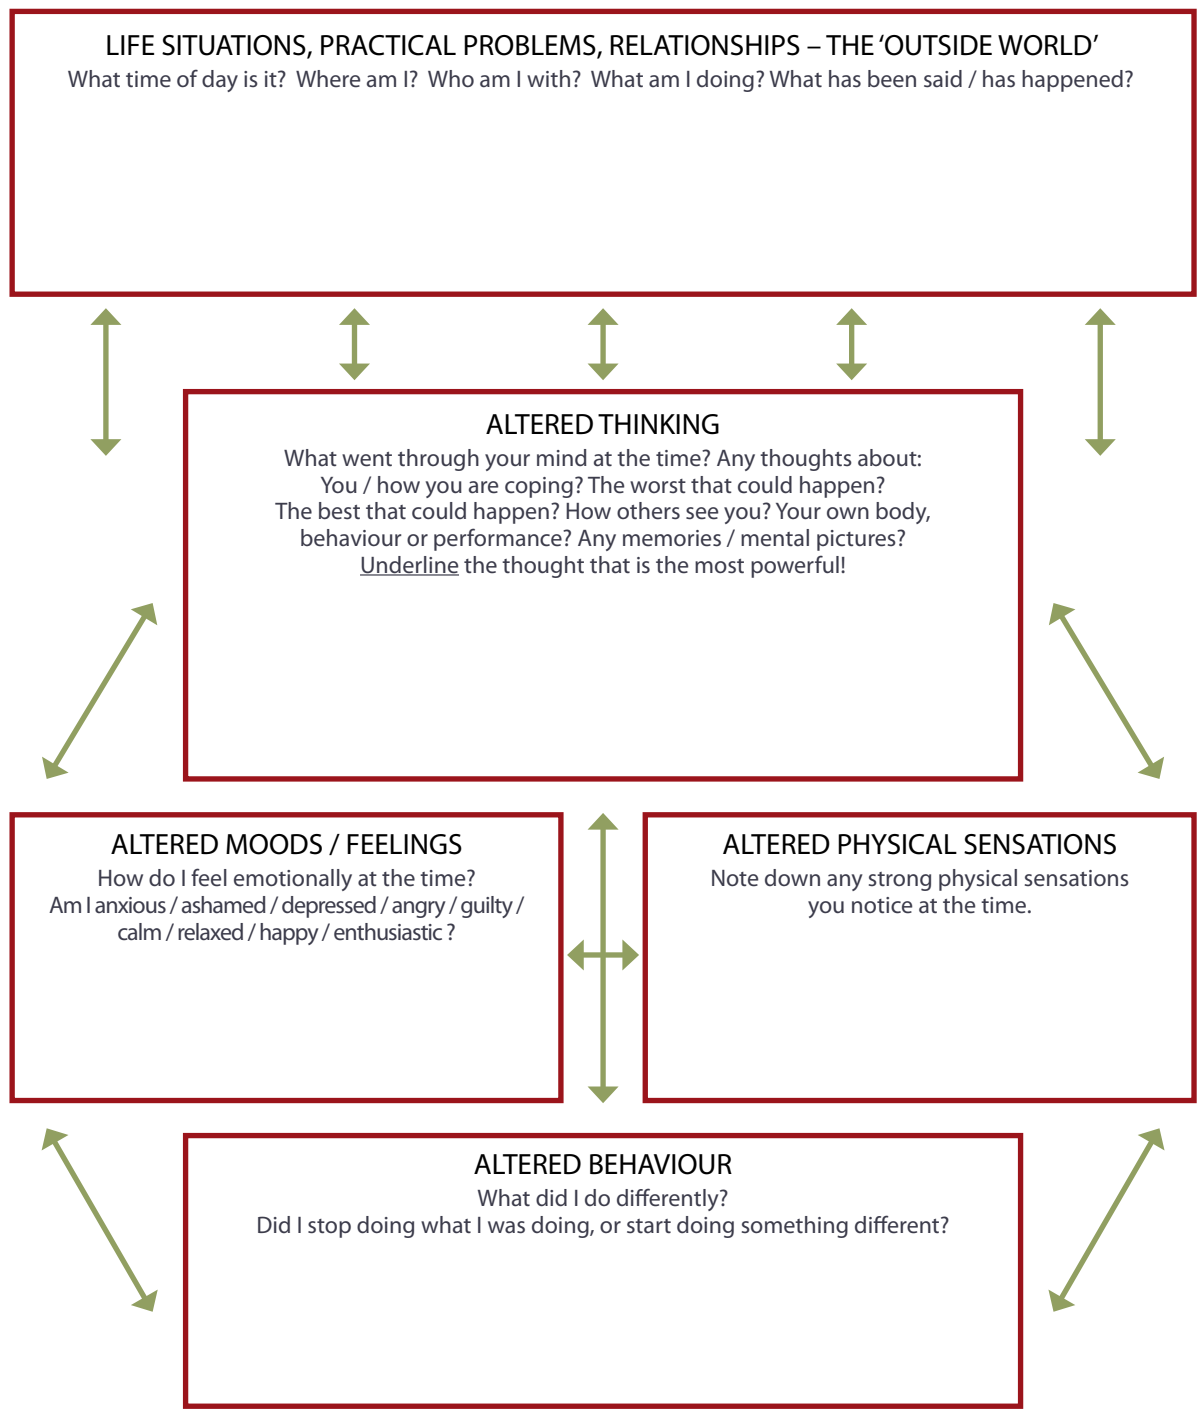 LIFE SITUATIONS, PRACTICAL PROBLEMS, RELATIONSHIPS – THE ‘OUTSIDE WORLD’
What time of day is it? Where am I? Who am I with? What am I doing? What has been said / has happened?
ALTERED THINKING
What went through your mind at the time? Any thoughts about:
You / how you are coping? The worst that could happen?
The best that could happen? How others see you? Your own body,
behaviour or performance? Any memories / mental pictures?
Underline the thought that is the most powerful!
ALTERED MOODS / FEELINGS
How do I feel emotionally at the time?
Am I anxious / ashamed / depressed / angry / guilty /
calm / relaxed / happy / enthusiastic ?
ALTERED PHYSICAL SENSATIONS
Note down any strong physical sensations
you notice at the time.
ALTERED BEHAVIOUR
What did I do differently?
Did I stop doing what I was doing, or start doing something different?